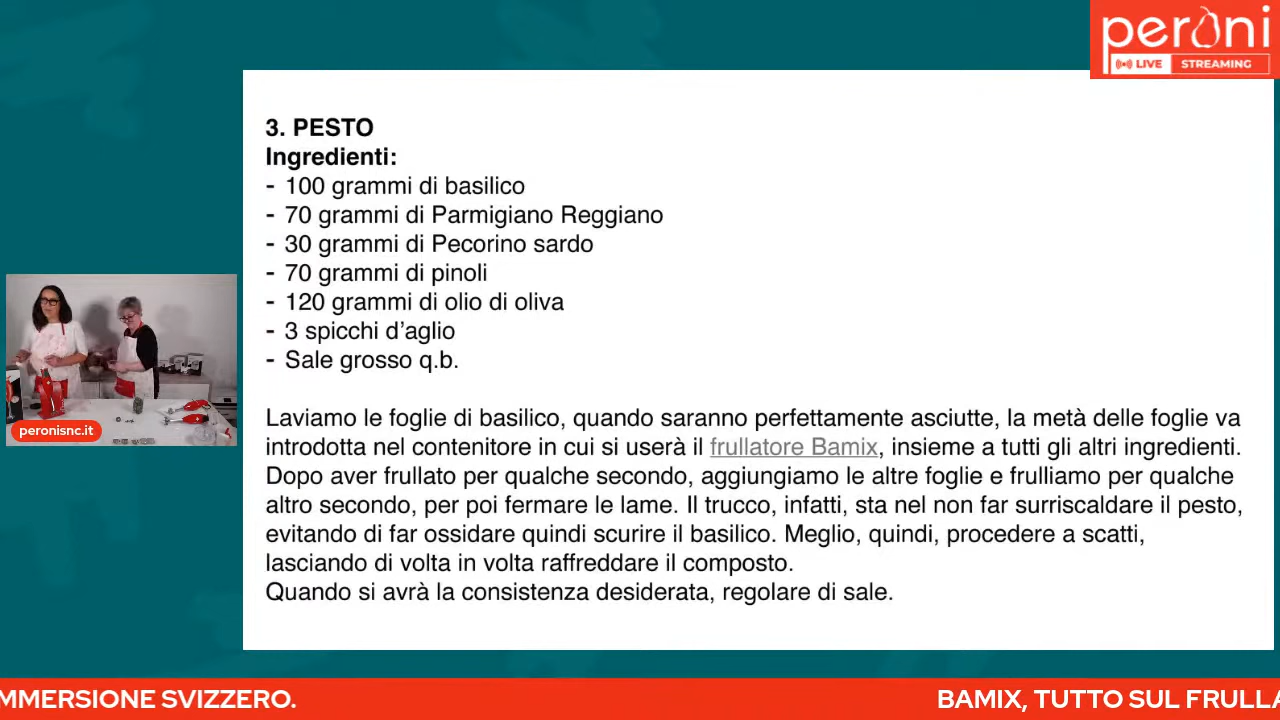 peroni
LIVE STREAMING
3. PESTO
Ingredienti:
- 100 grammi di basilico
- 70 grammi di Parmigiano Reggiano
- 30 grammi di Pecorino sardo
- 70 grammi di pinoli
- 120 grammi di olio di oliva
- 3 spicchi d’aglio
- Sale grosso q.b.
Laviamo le foglie di basilico, quando saranno perfettamente asciutte, la metà delle foglie va
introdotta nel contenitore in cui si userà il frullatore Bamix, insieme a tutti gli altri ingredienti.
Dopo aver frullato per qualche secondo, aggiungiamo le altre foglie e frulliamo per qualche
altro secondo, per poi fermare le lame. Il trucco, infatti, sta nel non far surriscaldare il pesto,
evitando di far ossidare quindi scurire il basilico. Meglio, quindi, procedere a scatti,
lasciando di volta in volta raffreddare il composto.
Quando si avrà la consistenza desiderata, regolare di sale.
peronisnc.it
MMERSIONE SVIZZERO. BAMIX, TUTTO SUL FRULLA